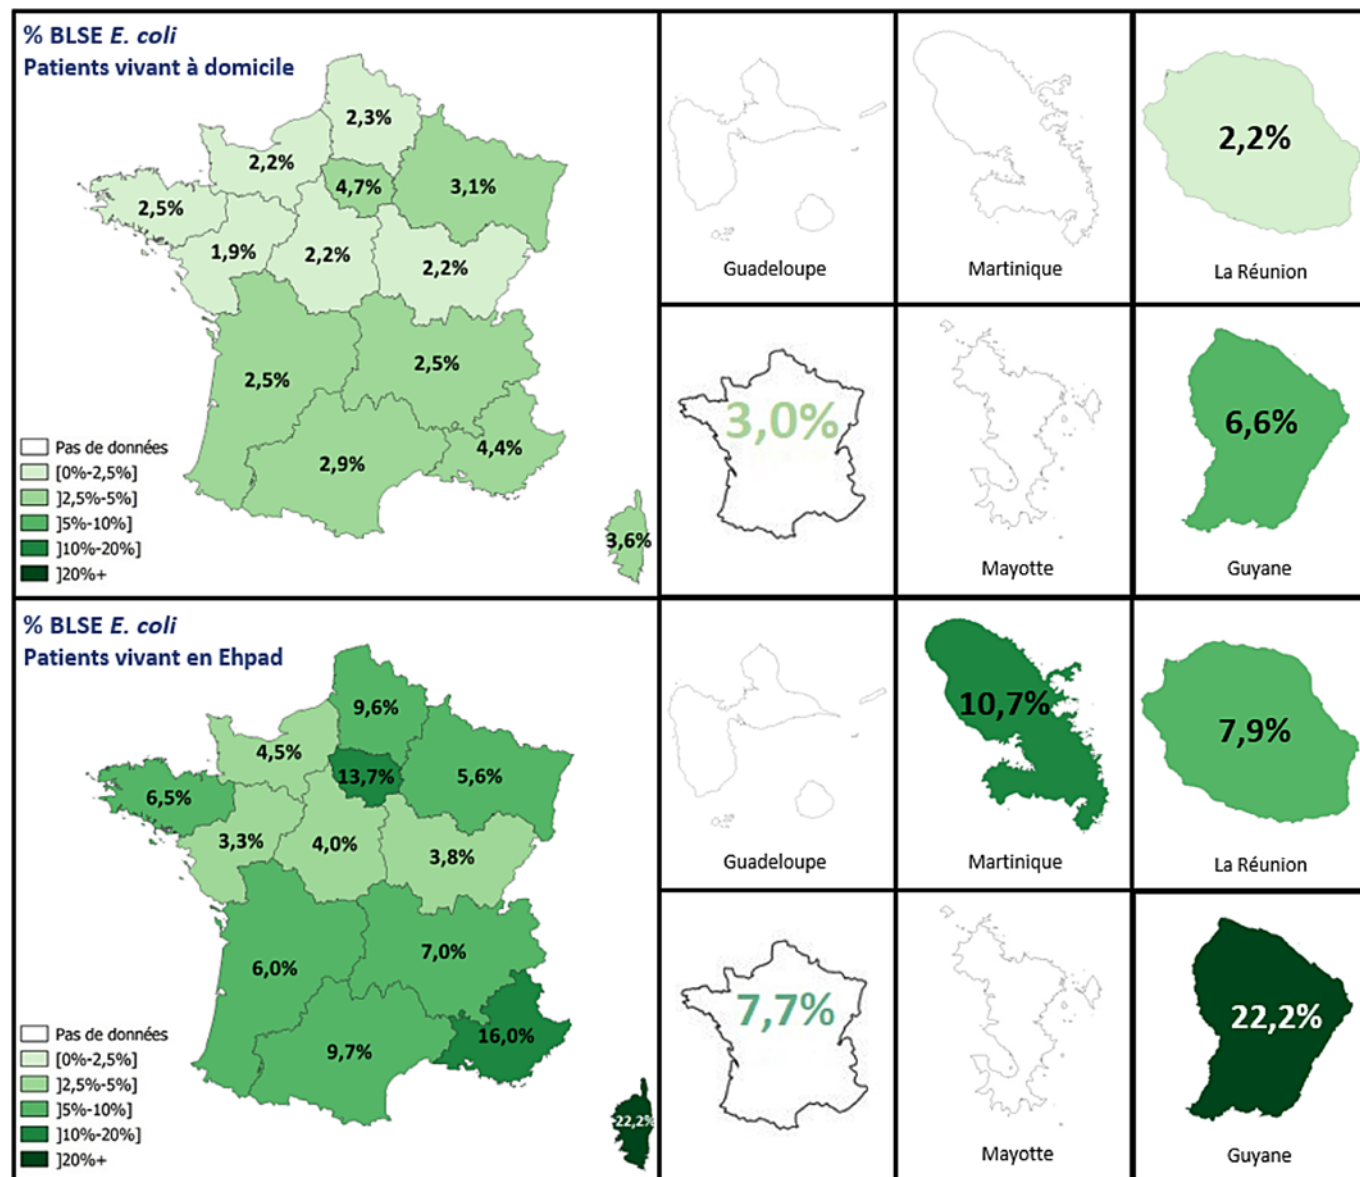 % BLSE E. coli
Patients vivant à domicile
2,3%
2,2%
4,7%
3,1%
2,5%
1,9%
2,2%
2,2%
2,5%
2,5%
2,9%
4,4%
3,6%
Pas de données
[0%-2,5%]
]2,5%-5%]
]5%-10%]
]10%-20%]
]20%+
Guadeloupe
Martinique
2,2%
La Réunion
3,0%
Mayotte
6,6%
Guyane
% BLSE E. coli
Patients vivant en Ehpad
9,6%
4,5%
13,7%
5,6%
6,5%
3,3%
4,0%
3,8%
6,0%
7,0%
9,7%
16,0%
22,2%
Pas de données
[0%-2,5%]
]2,5%-5%]
]5%-10%]
]10%-20%]
]20%+
Guadeloupe
10,7%
Martinique
7,9%
La Réunion
7,7%
Mayotte
22,2%
Guyane